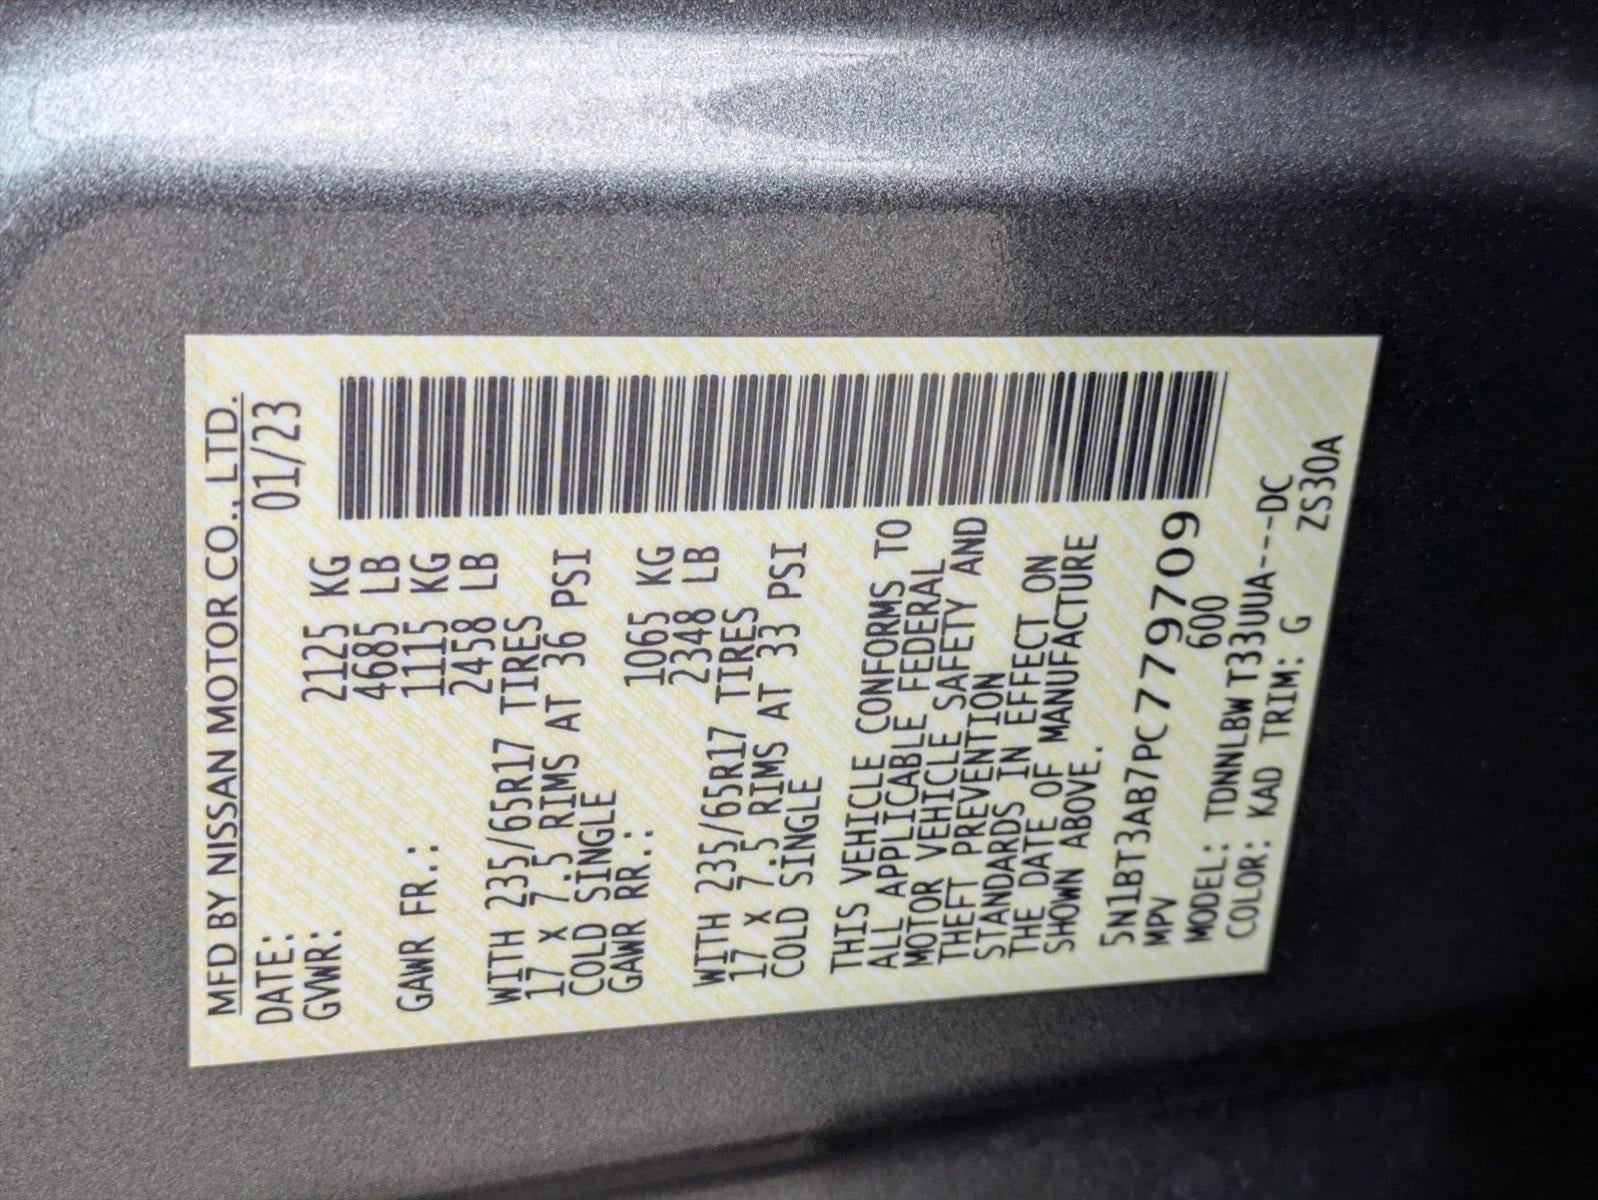 MFD BY NISSAN MOTOR CO., LTD.
DATE: 01/23
GVWR: 2125 KG
4685 LB
GAWR FR.: 1115 KG
2458 LB
WITH 235/65R17 TIRES
17 X 7.5 RIMS AT 36 PSI
COLD SINGLE
GAWR RR.: 1065 KG
2348 LB
WITH 235/65R17 TIRES
17 X 7.5 RIMS AT 33 PSI
COLD SINGLE
THIS VEHICLE CONFORMS TO
ALL APPLICABLE FEDERAL
MOTOR VEHICLE SAFETY AND
THEFT PREVENTION
STANDARDS IN EFFECT ON
THE DATE OF MANUFACTURE
SHOWN ABOVE.
5N1BT3AB7PC779709
MPV 600
MODEL: TDNNLBW T33UUA---DC
COLOR: KAD TRIM: G ZS30A